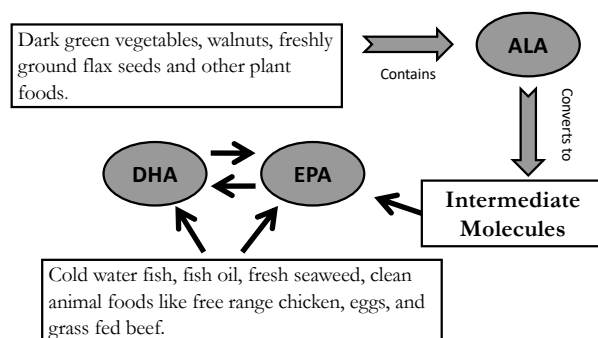 Dark green vegetables, walnuts, freshly
ground flax seeds and other plant
foods.
Contains
ALA
Converts to
DHA
EPA
Intermediate
Molecules
Cold water fish, fish oil, fresh seaweed, clean
animal foods like free range chicken, eggs, and
grass fed beef.